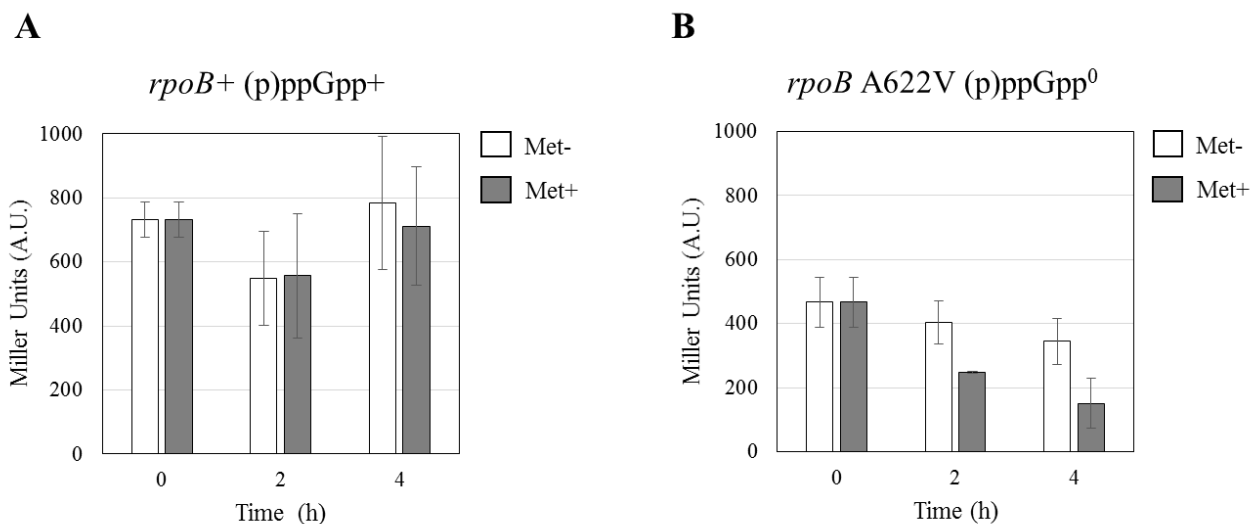 A
rpoB+ (p)ppGpp+
1000
800
600
400
200
0
Miller Units (A.U.)
0 2 4
Time (h)
Met-
Met+
B
rpoB A622V (p)ppGpp⁰
1000
800
600
400
200
0
Miller Units (A.U.)
0 2 4
Time (h)
Met-
Met+